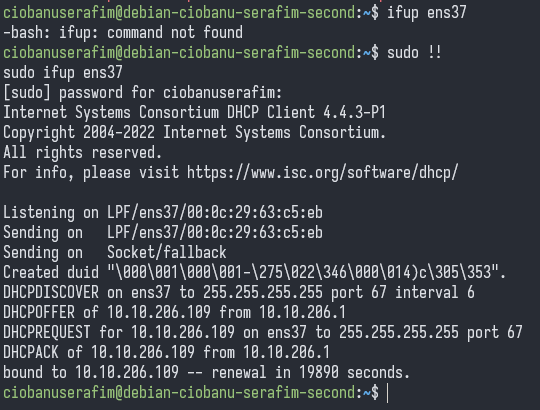 ciobanuserafim@debian-ciobanu-serafim-second:~$ ifup ens37
-bash: ifup: command not found
ciobanuserafim@debian-ciobanu-serafim-second:~$ sudo !!
sudo ifup ens37
[sudo] password for ciobanuserafim:
Internet Systems Consortium DHCP Client 4.4.3-P1
Copyright 2004-2022 Internet Systems Consortium.
All rights reserved.
For info, please visit https://www.isc.org/software/dhcp/

Listening on LPF/ens37/00:0c:29:63:c5:eb
Sending on   LPF/ens37/00:0c:29:63:c5:eb
Sending on   Socket/fallback
Created duid "\000\001\000\001-\275\022\346\000\014)c\305\353".
DHCPDISCOVER on ens37 to 255.255.255.255 port 67 interval 6
DHCPOFFER of 10.10.206.109 from 10.10.206.1
DHCPREQUEST for 10.10.206.109 on ens37 to 255.255.255.255 port 67
DHCPACK of 10.10.206.109 from 10.10.206.1
bound to 10.10.206.109 -- renewal in 19890 seconds.
ciobanuserafim@debian-ciobanu-serafim-second:~$